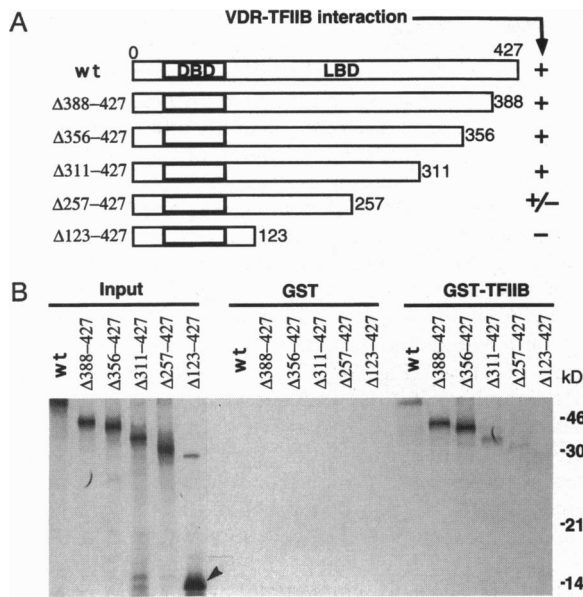 A
VDR-TFIIB interaction
0
427
wt DBD LBD +
Δ388–427 388 +
Δ356–427 356 +
Δ311–427 311 +
Δ257–427 257 +/–
Δ123–427 123 –
B
Input GST GST-TFIIB
wt Δ388–427 Δ356–427 Δ311–427 Δ257–427 Δ123–427 wt Δ388–427 Δ356–427 Δ311–427 Δ257–427 Δ123–427 wt Δ388–427 Δ356–427 Δ311–427 Δ257–427 Δ123–427
kD
-46
-30
-21
-14